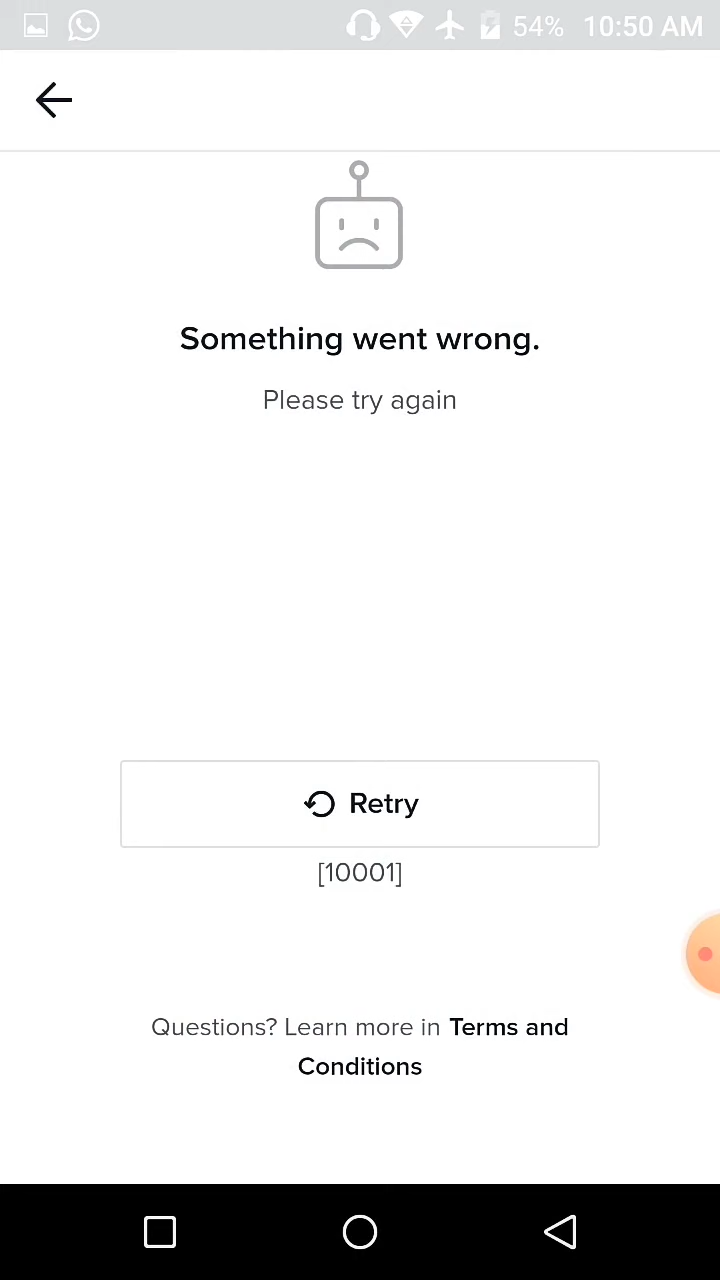 54% 10:50 AM
Something went wrong.
Please try again
Retry
[10001]
Questions? Learn more in Terms and
Conditions